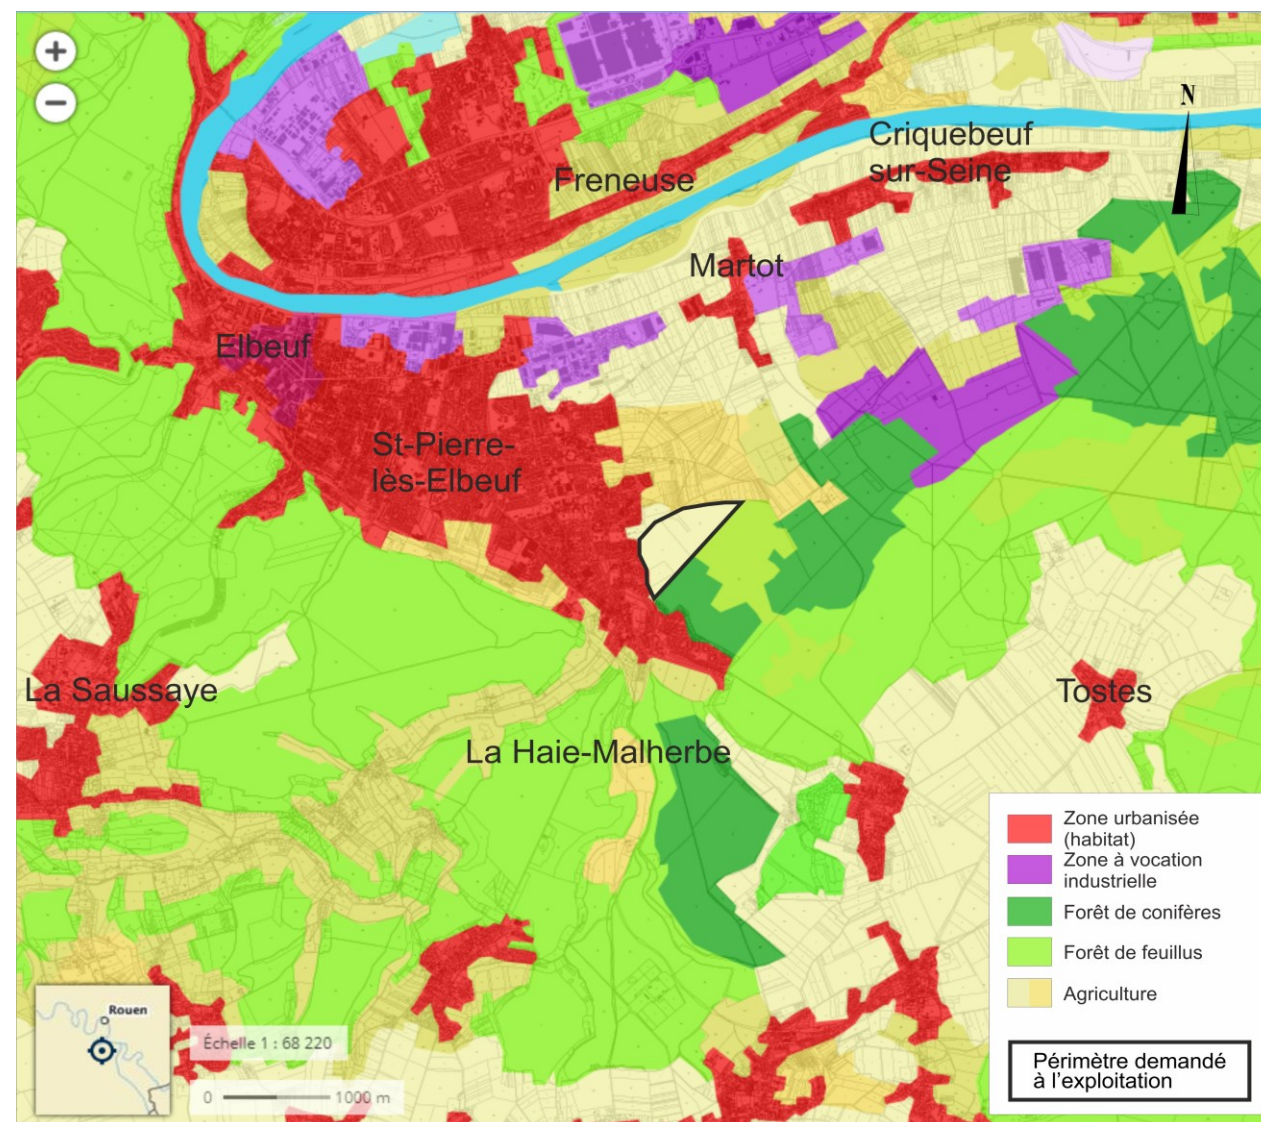 +
−
N
Criquebeuf
sur-Seine
Freneuse
Martot
Elbeuf
St-Pierre-
lès-Elbeuf
La Saussaye
Tostes
La Haie-Malherbe
Zone urbanisée
(habitat)
Zone à vocation
industrielle
Forêt de conifères
Forêt de feuillus
Agriculture
Périmètre demandé
à l'exploitation
Rouen
Échelle 1 : 68 220
0 1000 m